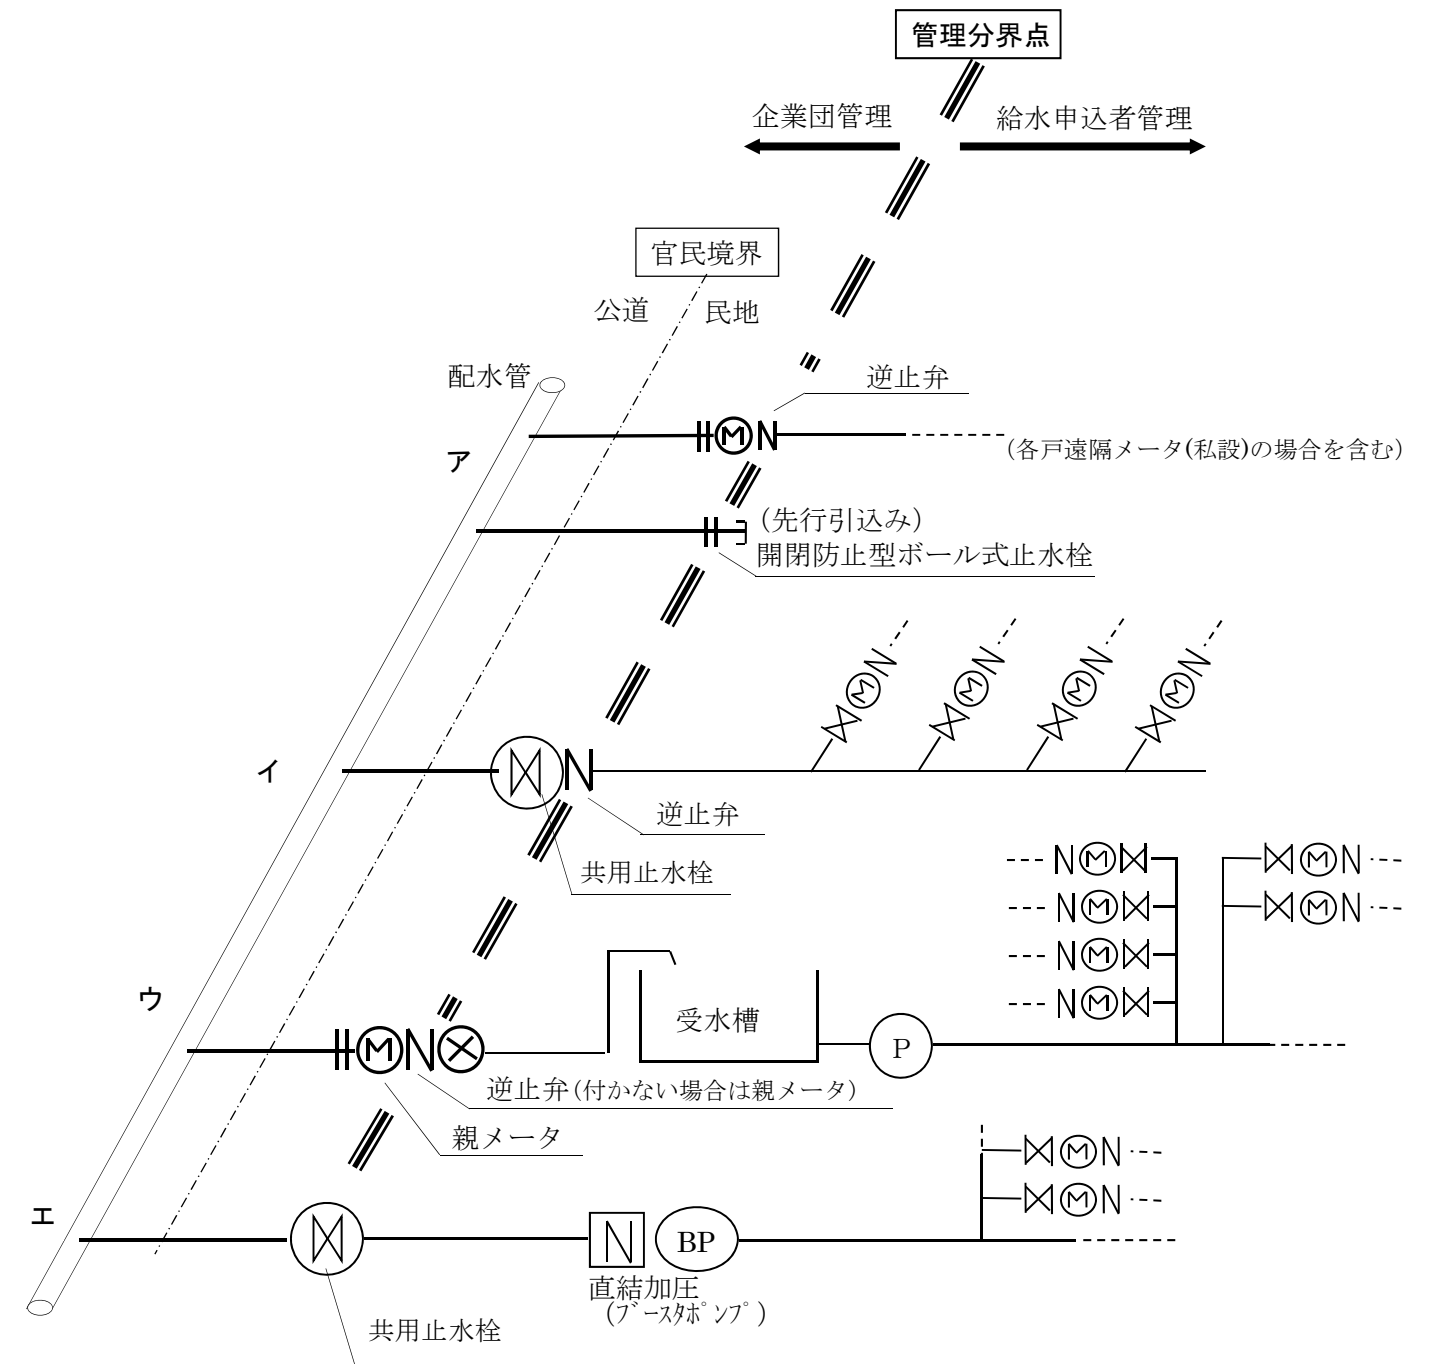 管理分界点
企業団管理
給水申込者管理
官民境界
公道
民地
配水管
逆止弁
M N
(各戸遠隔メータ(私設)の場合を含む)
ア
(先行引込み)
開閉防止型ボール式止水栓
M N
M N
M N
M N
イ
N
逆止弁
共用止水栓
N M
M N
N M
M N
N M
N M
ウ
受水槽
M N
P
逆止弁(付かない場合は親メータ)
親メータ
M N
M N
エ
N
BP
直結加圧
(ブースタポンプ)
共用止水栓